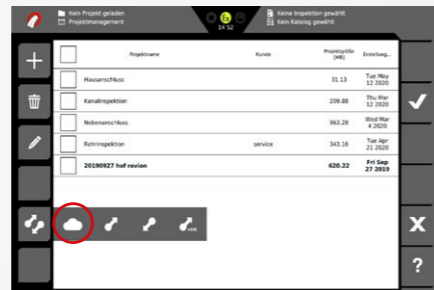 Kein Projekt geladen
Projektmanagement
14 52
Keine Inspektion gewählt
Kein Katalog gewählt
Projektname Kunde Projektgröße [MB] Erstellung...
Hausanschluss 31.13 Tue May 12 2020
Kanalinspektion 209.88 Thu Mar 12 2020
Nebenanschluss 963.28 Wed Mar 4 2020
Rohrinspektion service 343.16 Tue Apr 21 2020
20190927 hof rovion 620.22 Fri Sep 27 2019
X
?